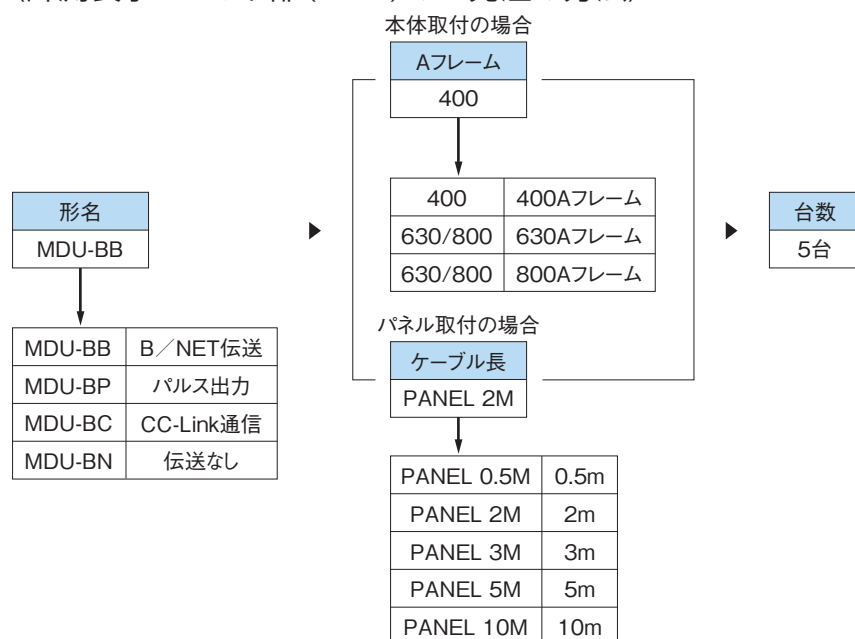 本体取付の場合
Aフレーム
400
400 400Aフレーム
630/800 630Aフレーム
630/800 800Aフレーム
形名
MDU-BB
MDU-BB B／NET伝送
MDU-BP パルス出力
MDU-BC CC-Link通信
MDU-BN 伝送なし
台数
5台
パネル取付の場合
ケーブル長
PANEL 2M
PANEL 0.5M 0.5m
PANEL 2M 2m
PANEL 3M 3m
PANEL 5M 5m
PANEL 10M 10m